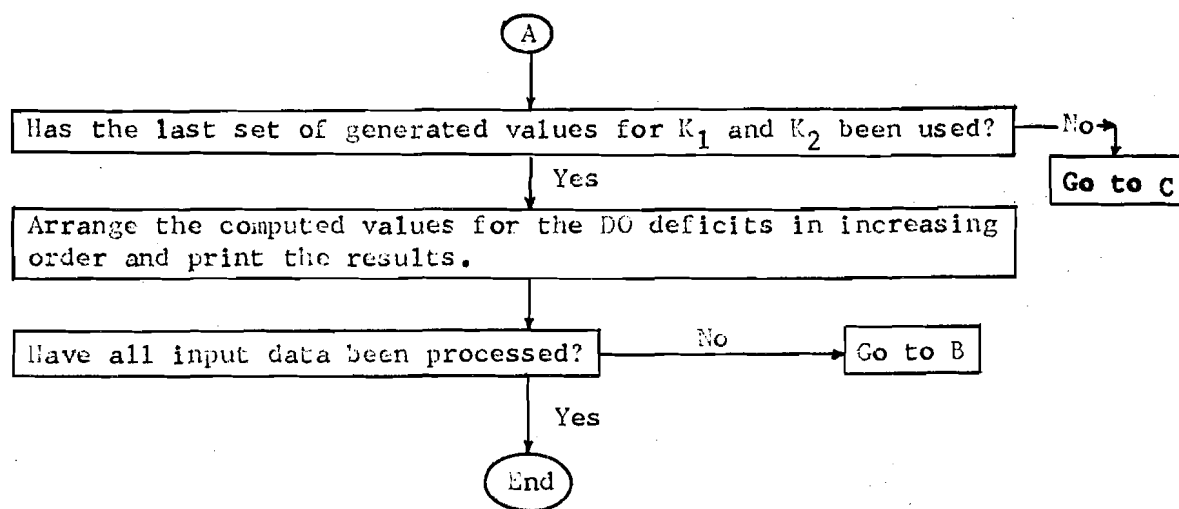 A
Has the last set of generated values for K1 and K2 been used?
No
Go to C
Yes
Arrange the computed values for the DO deficits in increasing
order and print the results.
Have all input data been processed?
No
Go to B
Yes
End